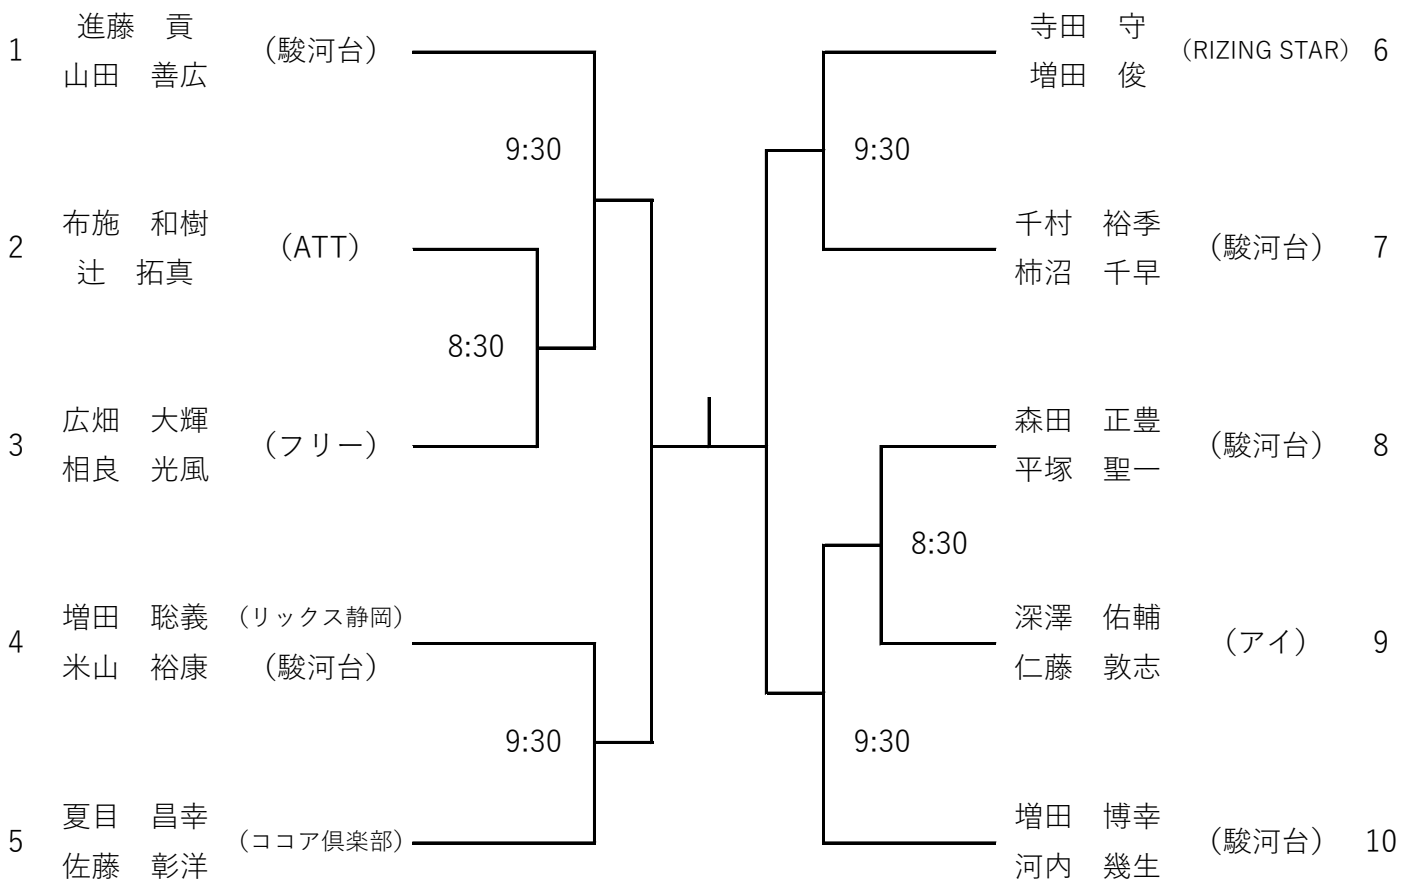 進藤　貢
1
（駿河台）
山田　善広
9:30
布施　和樹
2
（ATT）
辻　拓真
8:30
広畑　大輝
3
（フリー）
相良　光風
増田　聡義
（リックス静岡）
4
米山　裕康
（駿河台）
9:30
夏目　昌幸
5
（ココア倶楽部）
佐藤　彰洋
寺田　守
（RIZING STAR）
6
増田　俊
9:30
千村　裕季
（駿河台）
7
柿沼　千早
森田　正豊
（駿河台）
8
平塚　聖一
8:30
深澤　佑輔
（アイ）
9
仁藤　敦志
9:30
増田　博幸
（駿河台）
10
河内　幾生